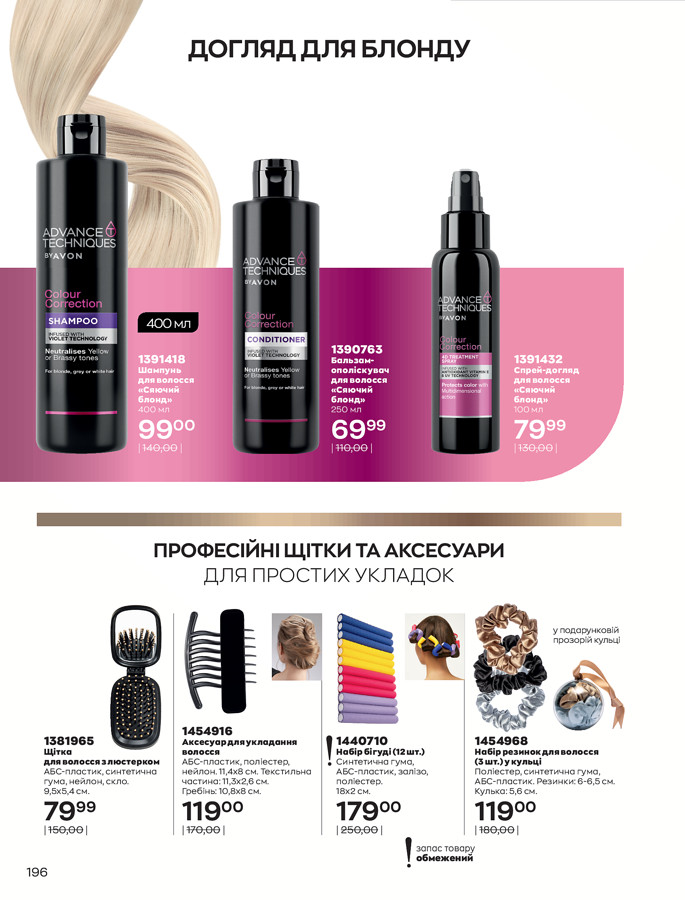 ДОГЛЯД ДЛЯ БЛОНДУ
ADVANCE
TECHNIQUES
BY AVON
Colour
Correction
SHAMPOO
INFUSED WITH
VIOLET TECHNOLOGY
Neutralises Yellow
or Brassy tones
For blonde, grey or white hair
400 мл
1391418
Шампунь
для волосся
«Сяючий
блонд»
400 мл
99 00
|140,00|
ADVANCE
TECHNIQUES
BY AVON
Colour
Correction
CONDITIONER
INFUSED WITH
VIOLET TECHNOLOGY
Neutralises Yellow
or Brassy tones
For blonde, grey or white hair
1390763
Бальзам-
ополіскувач
для волосся
«Сяючий
блонд»
250 мл
69 99
|110,00|
ADVANCE
TECHNIQUES
BY AVON
Colour
Correction
4D TREATMENT
SPRAY
INFUSED WITH
ANTIOXIDANT VITAMIN E
& UV TECHNOLOGY
Protects color with
Multidimensional
action
1391432
Спрей-догляд
для волосся
«Сяючий
блонд»
100 мл
79 99
|130,00|
ПРОФЕСІЙНІ ЩІТКИ ТА АКСЕСУАРИ
ДЛЯ ПРОСТИХ УКЛАДОК
1381965
Щітка
для волосся з люстерком
АБС-пластик, синтетична
гума, нейлон, скло.
9,5х5,4 см.
79 99
|150,00|
1454916
Аксесуар для укладання
волосся
АБС-пластик, поліестер,
нейлон. 11,4х8 см. Текстильна
частина: 11,3х2,6 см.
Гребінь: 10,8х8 см.
119 00
|170,00|
!
1440710
Набір бігуді (12 шт.)
Синтетична гума,
АБС-пластик, залізо,
поліестер.
18х2 см.
179 00
|250,00|
у подарунковій
прозорій кульці
1454968
Набір резинок для волосся
(3 шт.) у кульці
Поліестер, синтетична гума,
АБС-пластик. Резинки: 6-6,5 см.
Кулька: 5,6 см.
119 00
|180,00|
! запас товару
обмежений
196